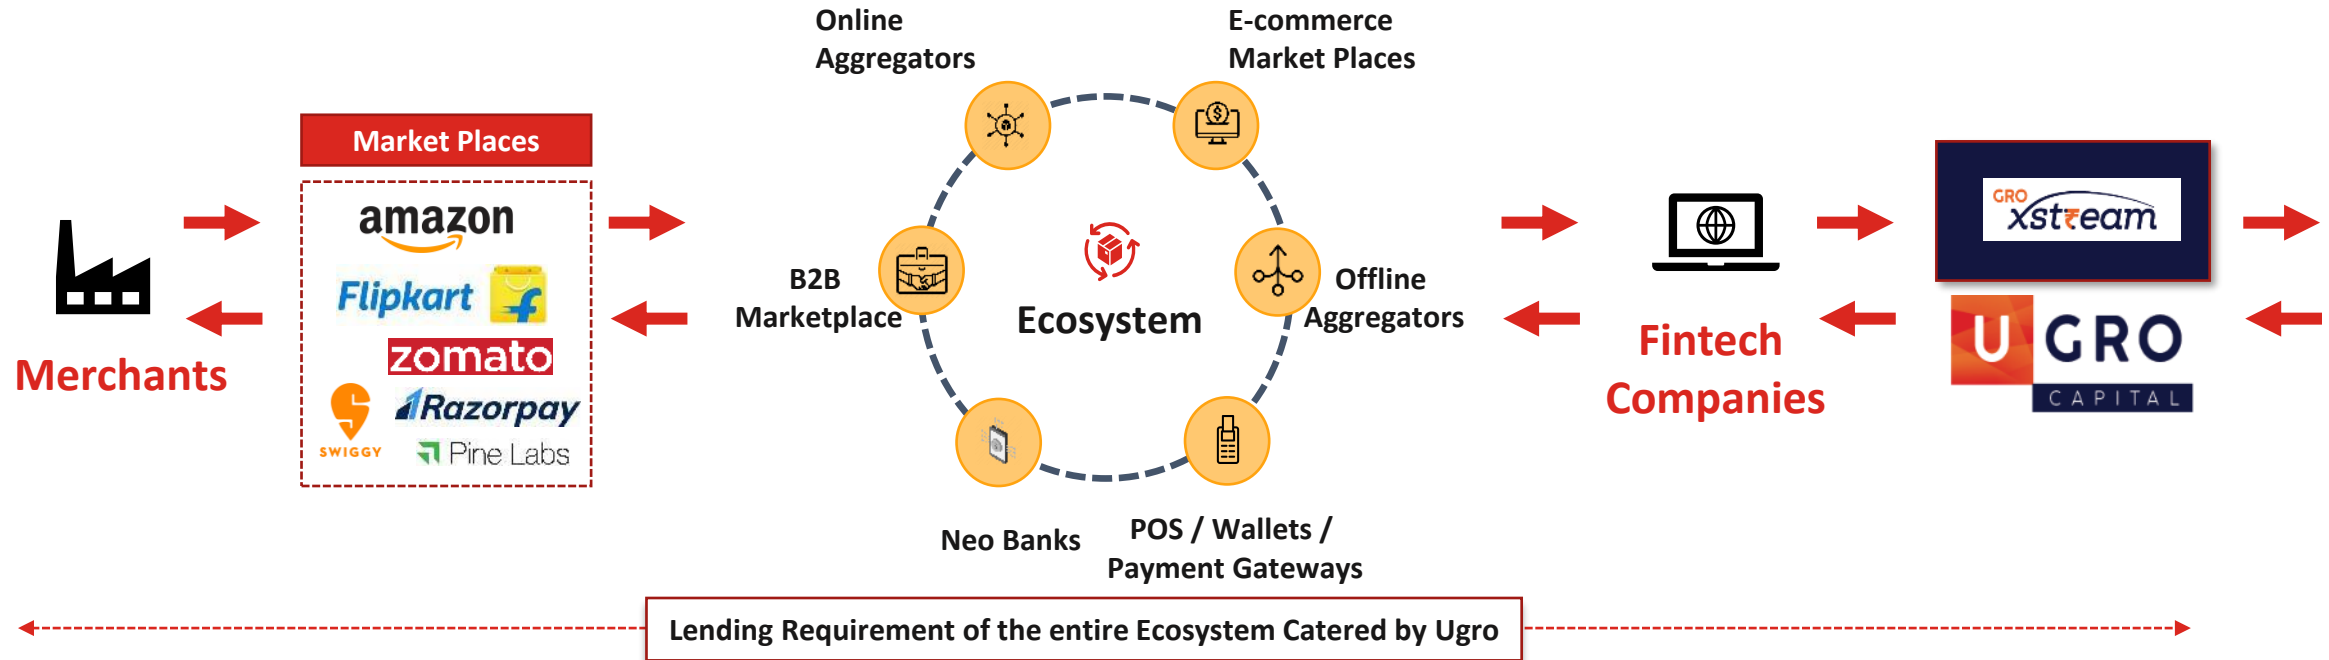 Online
Aggregators
E-commerce
Market Places
Market Places
amazon
Flipkart
zomato
SWIGGY
Razorpay
Pine Labs
Merchants
B2B
Marketplace
Ecosystem
Offline
Aggregators
Neo Banks
POS / Wallets /
Payment Gateways
Fintech
Companies
GRO
xst₹eam
U GRO
CAPITAL
Lending Requirement of the entire Ecosystem Catered by Ugro